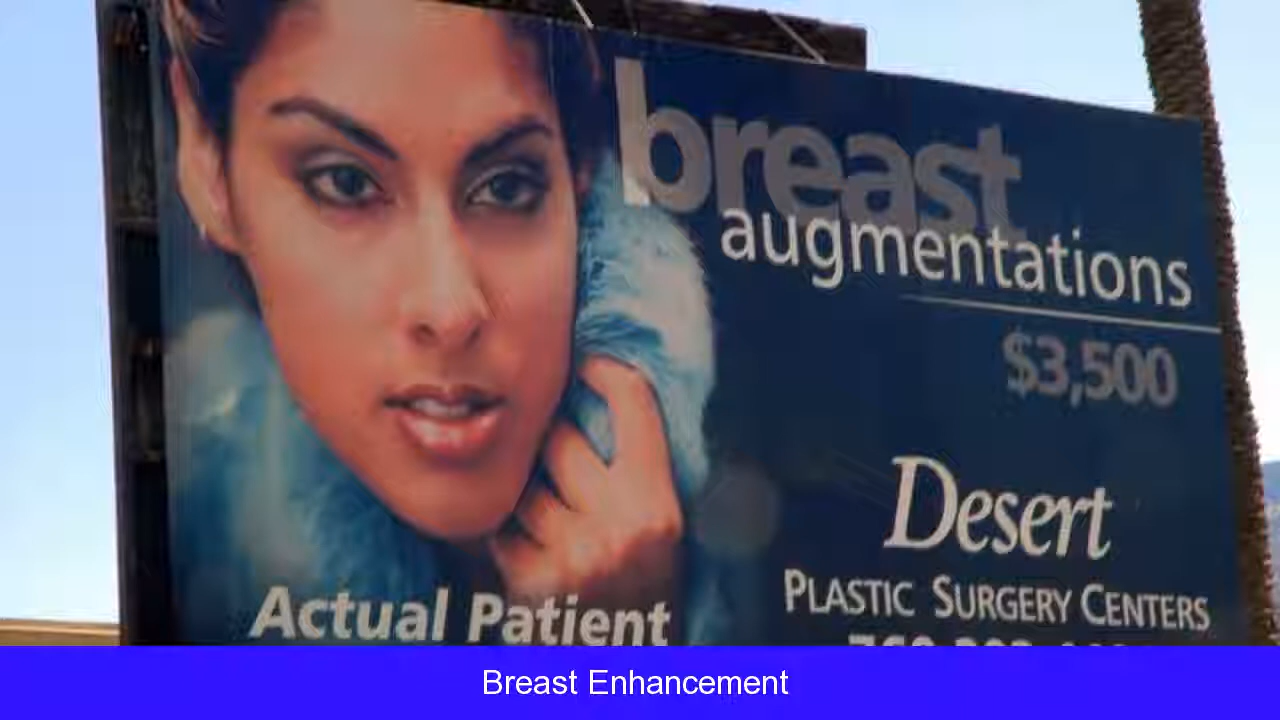 breast
augmentations
$3,500
Desert
PLASTIC SURGERY CENTERS
Actual Patient
Breast Enhancement